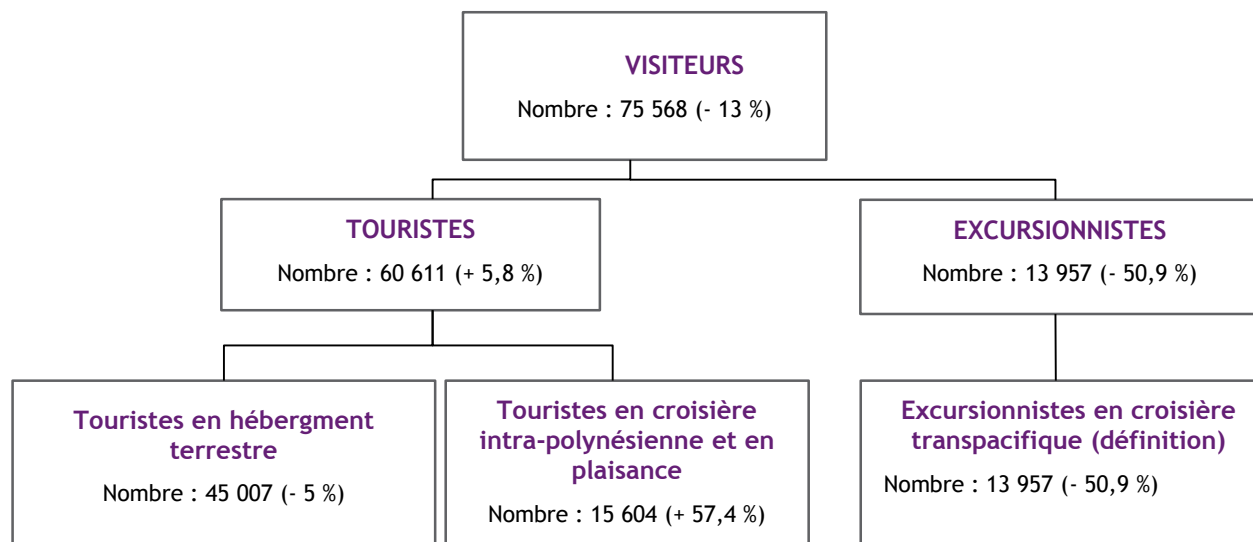 VISITEURS
Nombre : 75 568 (- 13 %)
TOURISTES
Nombre : 60 611 (+ 5,8 %)
EXCURSIONNISTES
Nombre : 13 957 (- 50,9 %)
Touristes en hébergment
terrestre
Nombre : 45 007 (- 5 %)
Touristes en croisière
intra-polynésienne et en
plaisance
Nombre : 15 604 (+ 57,4 %)
Excursionnistes en croisière
transpacifique (définition)
Nombre : 13 957 (- 50,9 %)